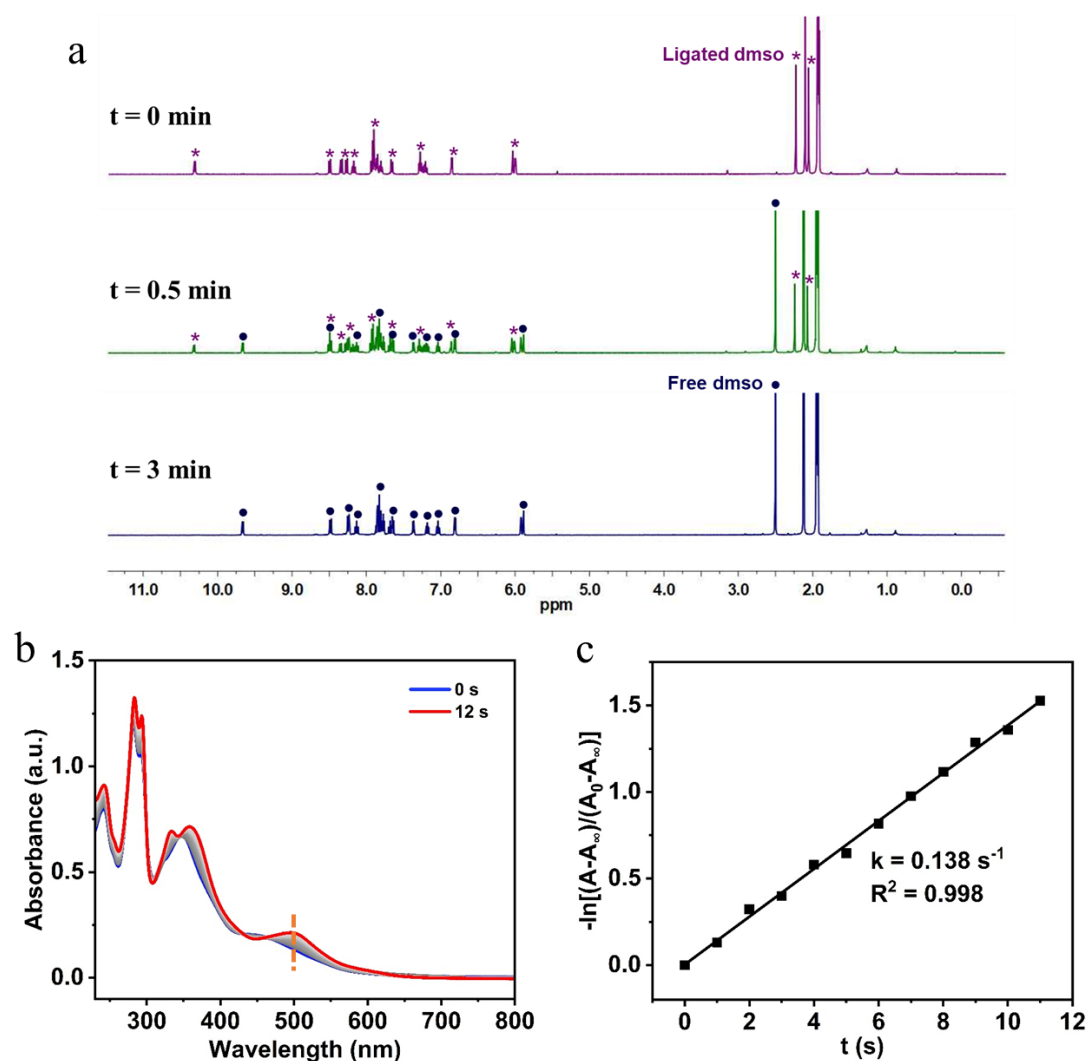 a
Ligated dmso
* *
t = 0 min
* * * * * * * * * *
t = 0.5 min
* *
* * * * * * * *
Free dmso
t = 3 min
11.0 10.0 9.0 8.0 7.0 6.0 5.0 4.0 3.0 2.0 1.0 0.0
ppm
b
1.5
1.0
0.5
0.0
0 s
12 s
300 400 500 600 700 800
Absorbance (a.u.)
Wavelength (nm)
c
1.5
1.0
0.5
0.0
k = 0.138 s⁻¹
R² = 0.998
0 2 4 6 8 10 12
-ln[(A-A∞)/(A₀-A∞)]
t (s)